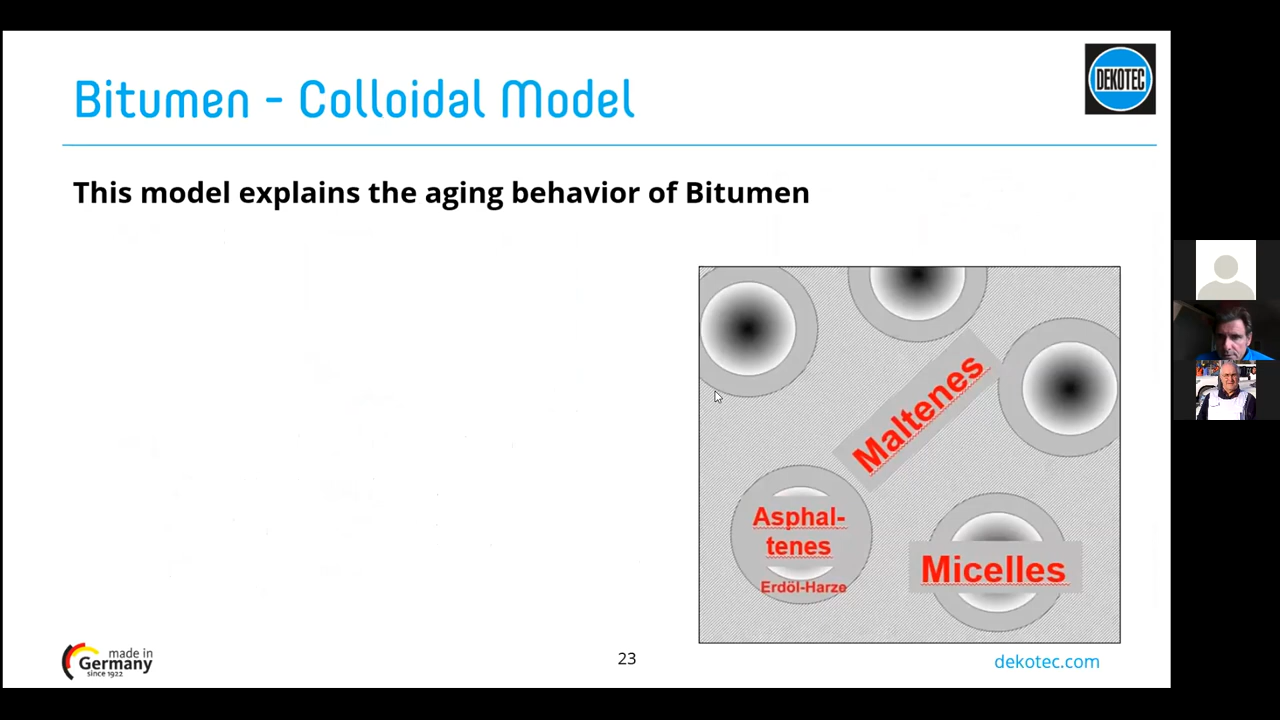 Bitumen - Colloidal Model
DEKOTEC
This model explains the aging behavior of Bitumen
Maltenes
Asphal-
tenes
Erdöl-Harze
Micelles
made in
Germany
since 1922
23
dekotec.com